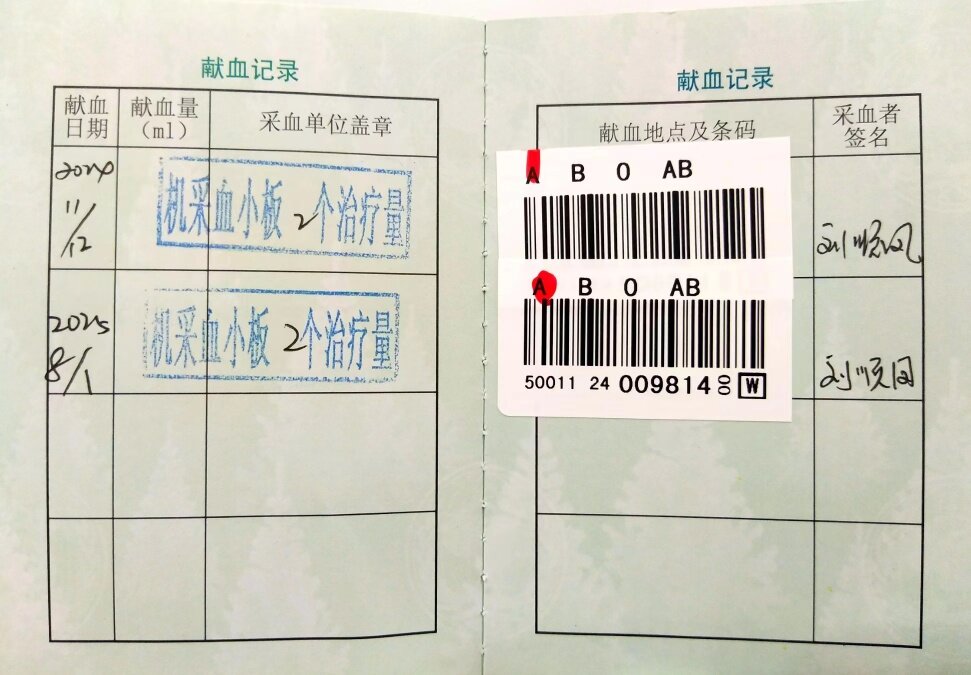 献血记录
献血日期
献血量（ml）
采血单位盖章
2024
11/12
机采血小板 2个治疗量
2025
8/1
机采血小板 2个治疗量
献血记录
献血地点及条码
采血者签名
A B O AB
A B O AB
50011 24 009814 00 W